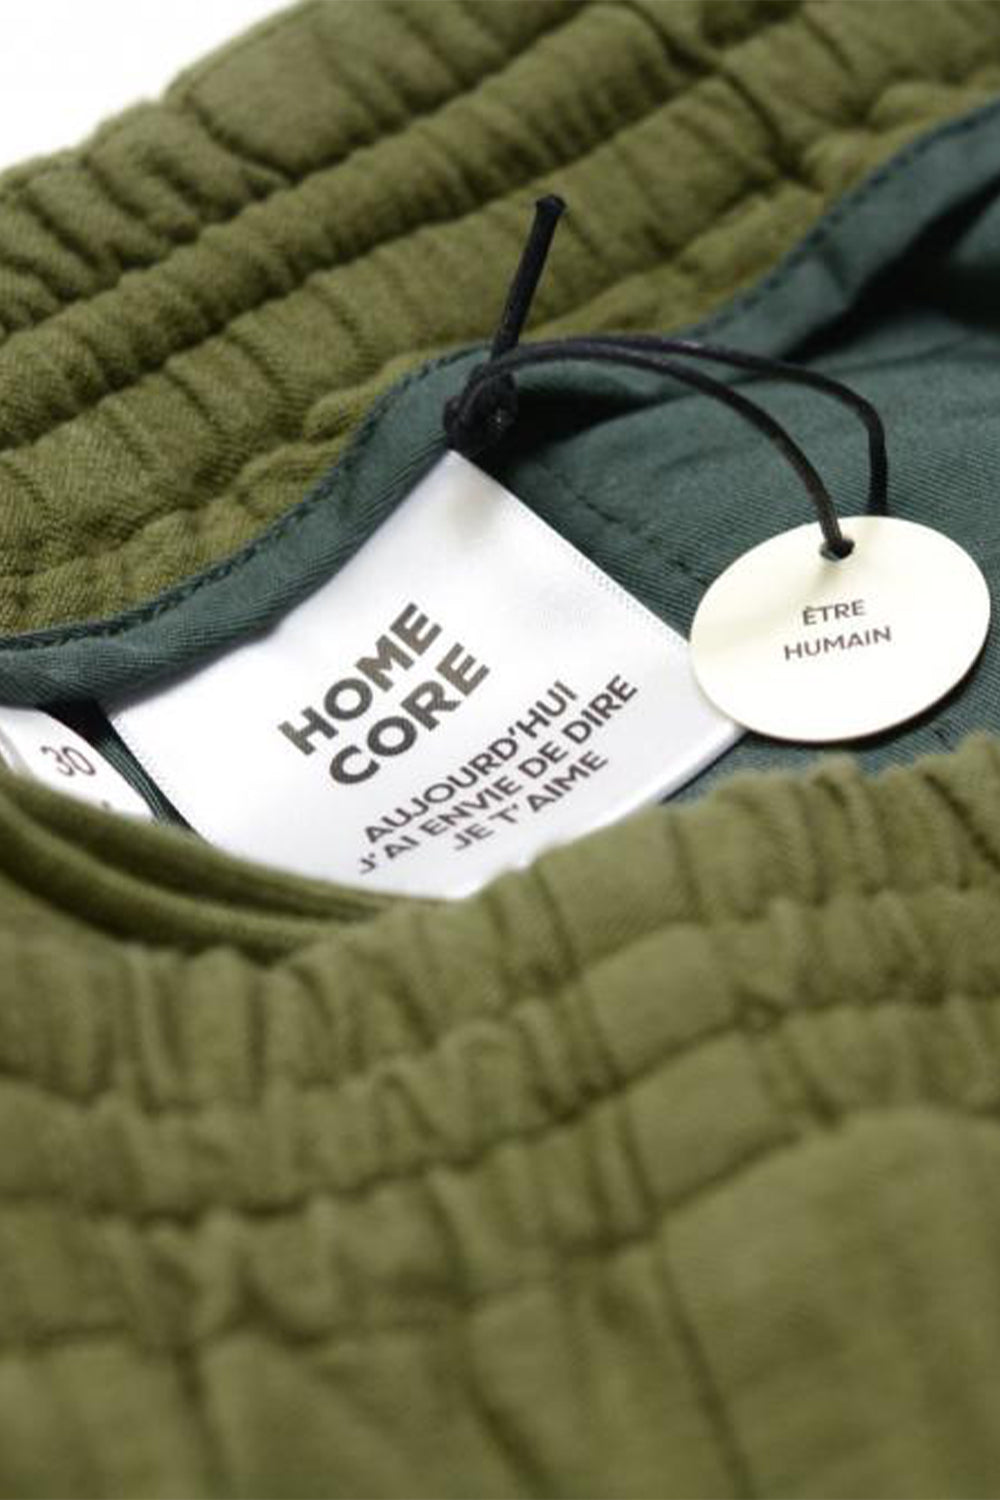 HOME
CORE
AUJOURD'HUI
J'AI ENVIE DE DIRE
JE T'AIME
ÊTRE
HUMAIN
30